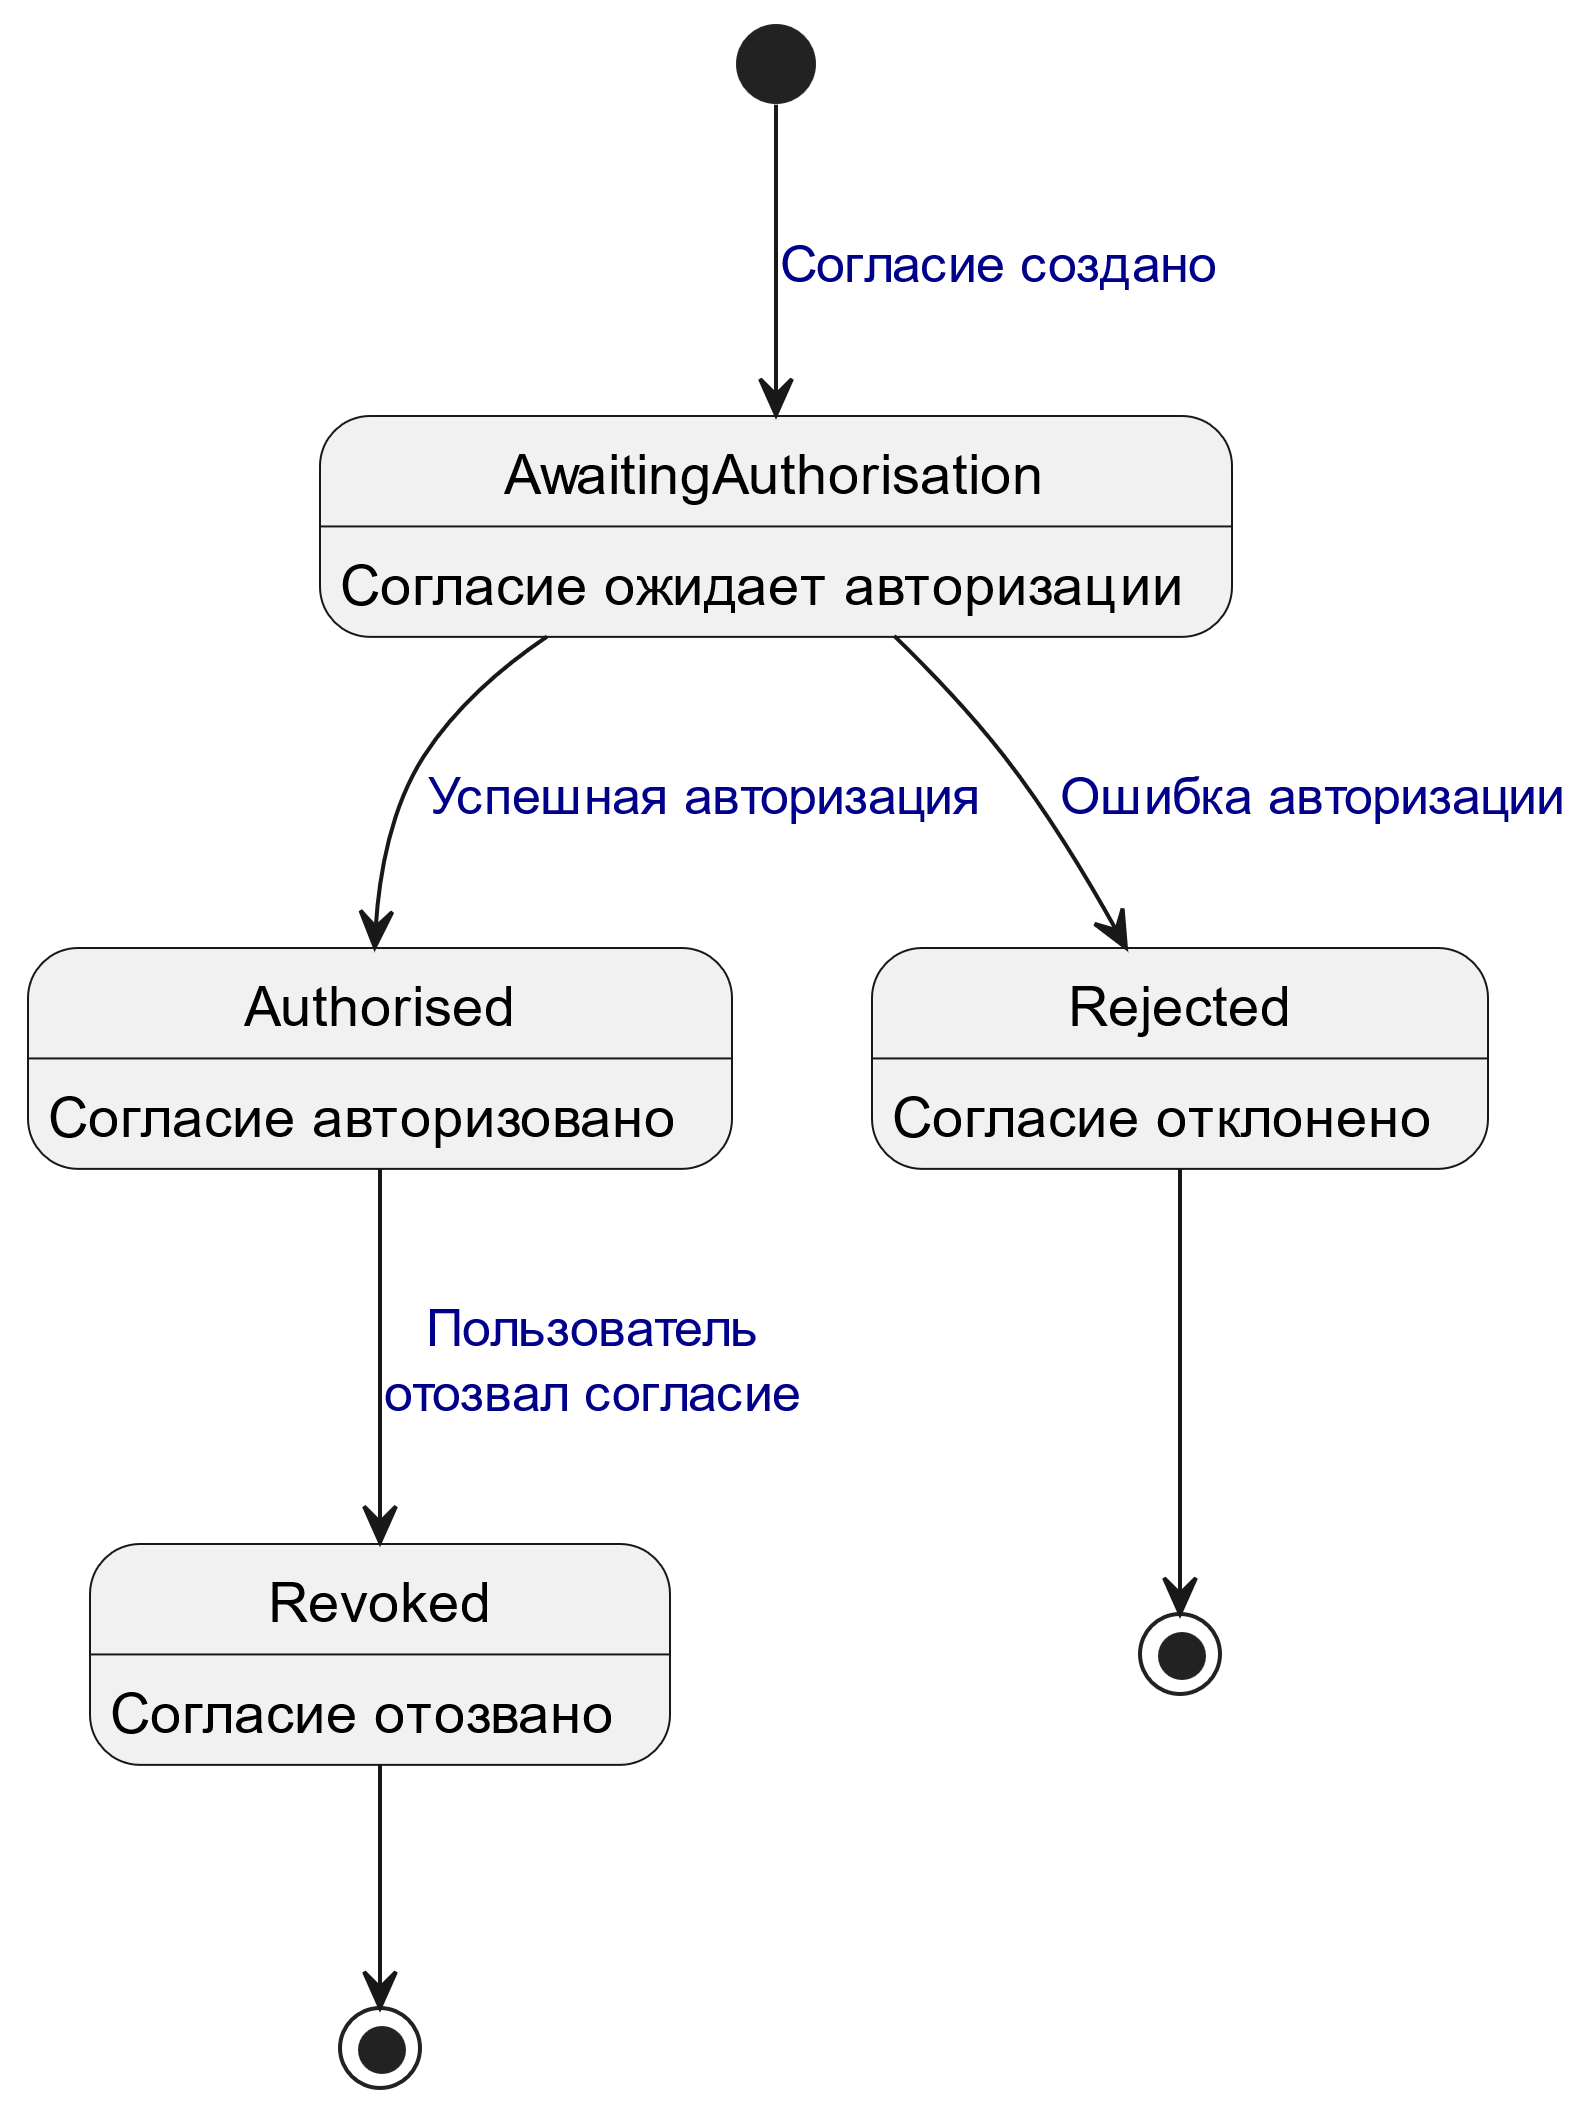 Согласие создано
AwaitingAuthorisation
Согласие ожидает авторизации
Успешная авторизация
Ошибка авторизации
Authorised
Согласие авторизовано
Rejected
Согласие отклонено
Пользователь
отозвал согласие
Revoked
Согласие отозвано